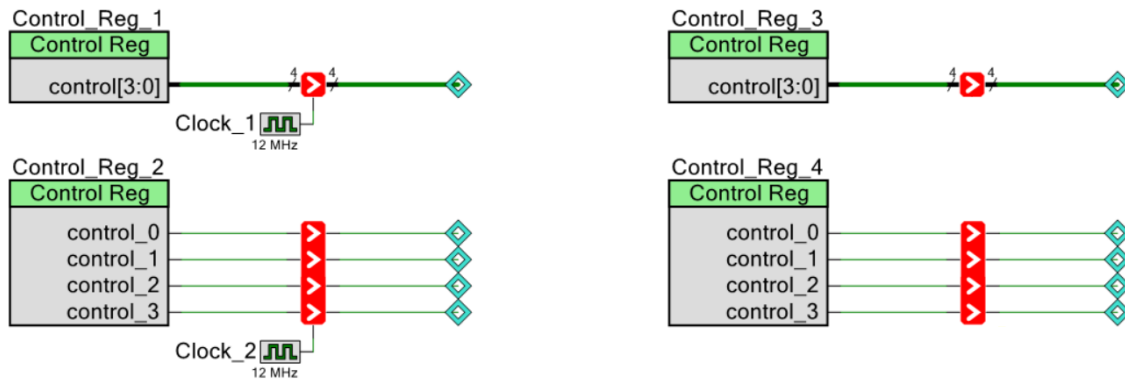 Control_Reg_1
Control Reg
control[3:0]
4
4
Clock_1
12 MHz
Control_Reg_2
Control Reg
control_0
control_1
control_2
control_3
Clock_2
12 MHz
Control_Reg_3
Control Reg
control[3:0]
4
4
Control_Reg_4
Control Reg
control_0
control_1
control_2
control_3